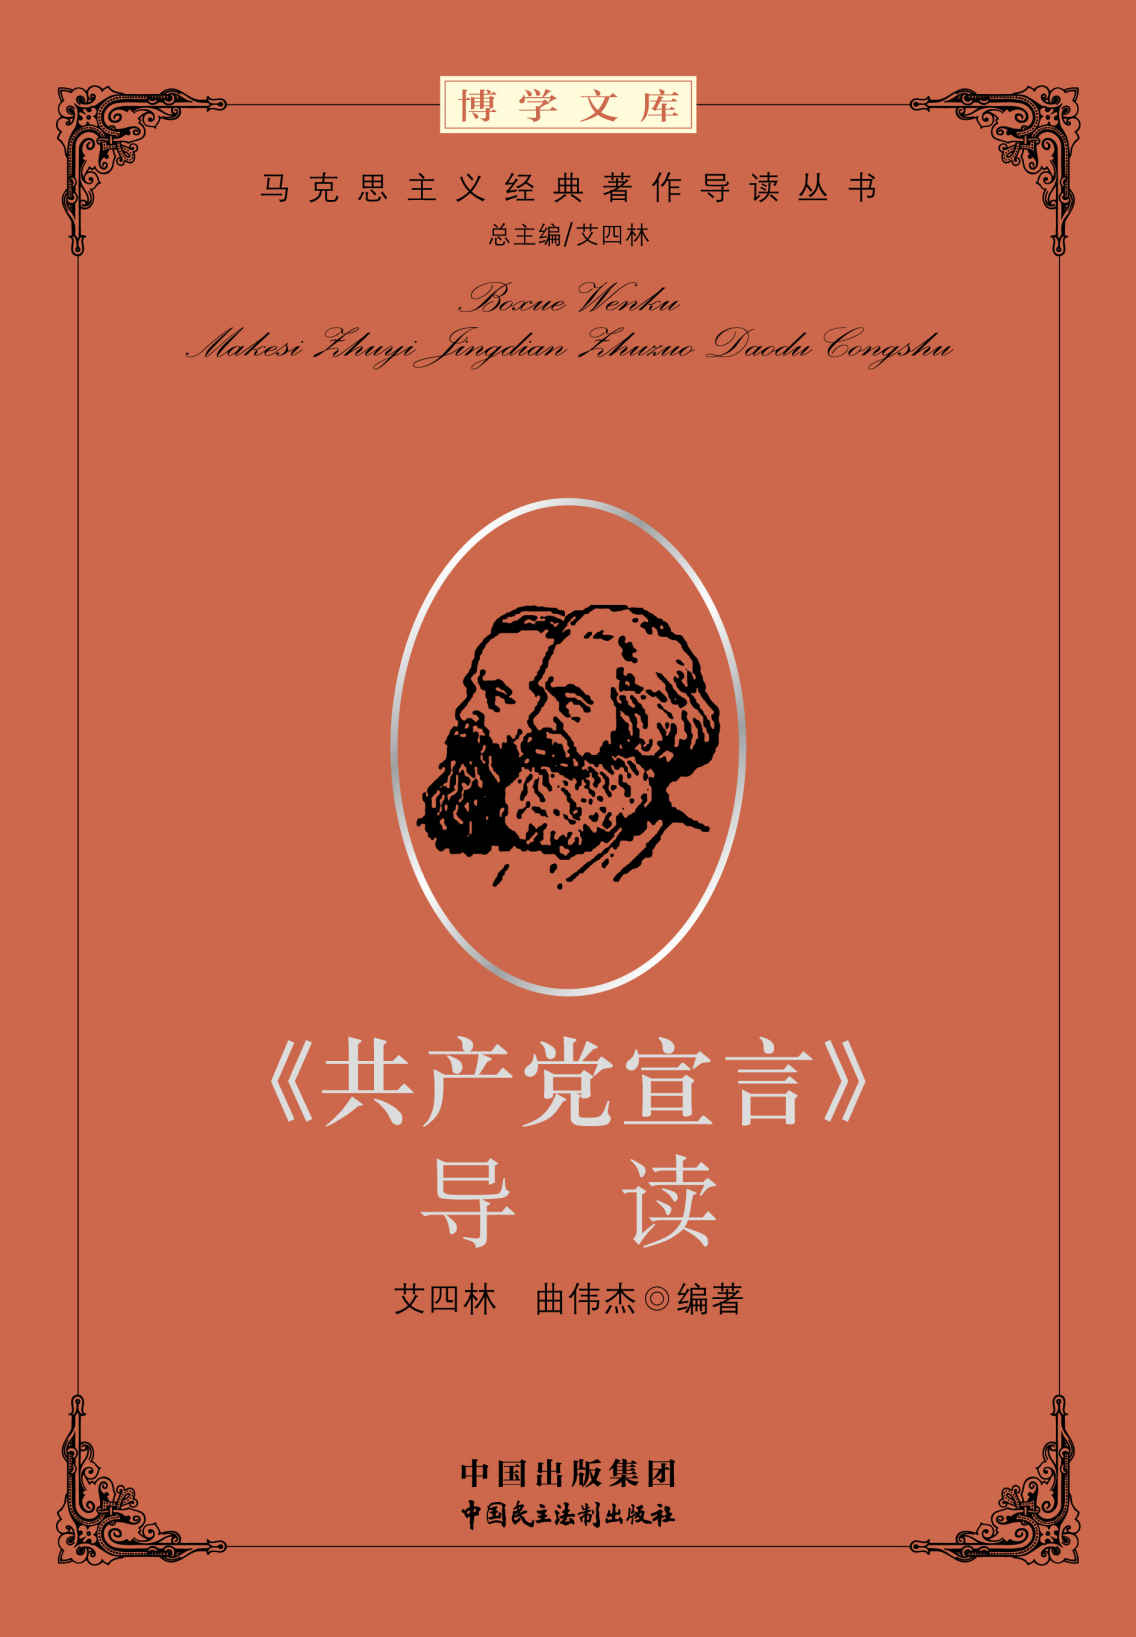 博学文库
马克思主义经典著作导读丛书
总主编/艾四林
Boxue Wenku
Makesi Zhuyi Jingdian Zhuzuo Daodu Congshu
《共产党宣言》
导 读
艾四林 曲伟杰◎编著
中国出版集团
中国民主法制出版社